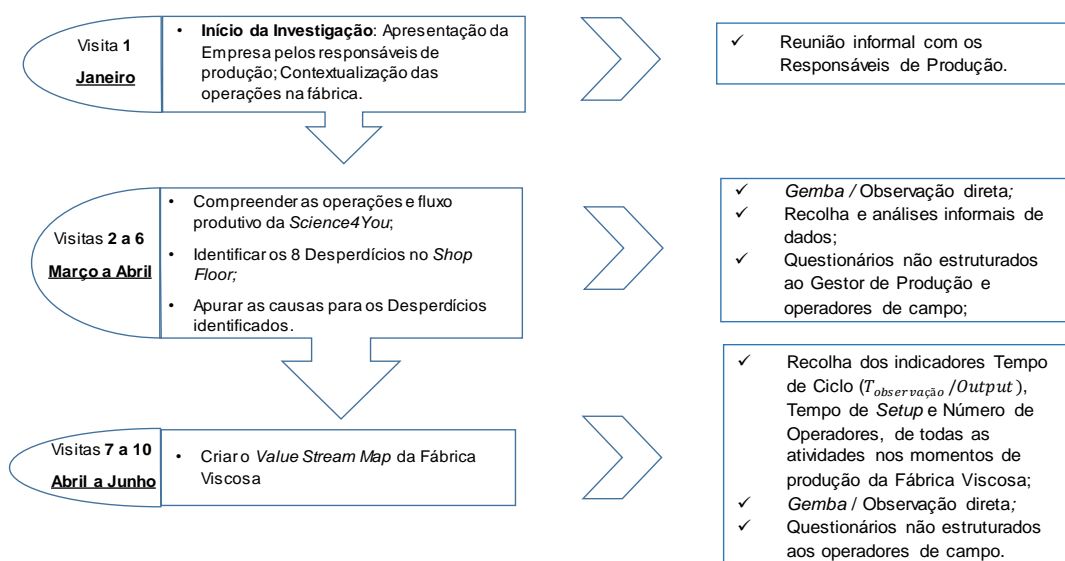 Visita 1
Janeiro
• Início da Investigação: Apresentação da
Empresa pelos responsáveis de
produção; Contextualização das
operações na fábrica.
✓ Reunião informal com os
Responsáveis de Produção.
Visitas 2 a 6
Março a Abril
• Compreender as operações e fluxo
produtivo da Science4You;
• Identificar os 8 Desperdícios no Shop
Floor;
• Apurar as causas para os Desperdícios
identificados.
✓ Gemba / Observação direta;
✓ Recolha e análises informais de
dados;
✓ Questionários não estruturados
ao Gestor de Produção e
operadores de campo;
Visitas 7 a 10
Abril a Junho
• Criar o Value Stream Map da Fábrica
Viscosa
✓ Recolha dos indicadores Tempo
de Ciclo (T_observação /Output),
Tempo de Setup e Número de
Operadores, de todas as
atividades nos momentos de
produção da Fábrica Viscosa;
✓ Gemba / Observação direta;
✓ Questionários não estruturados
aos operadores de campo.